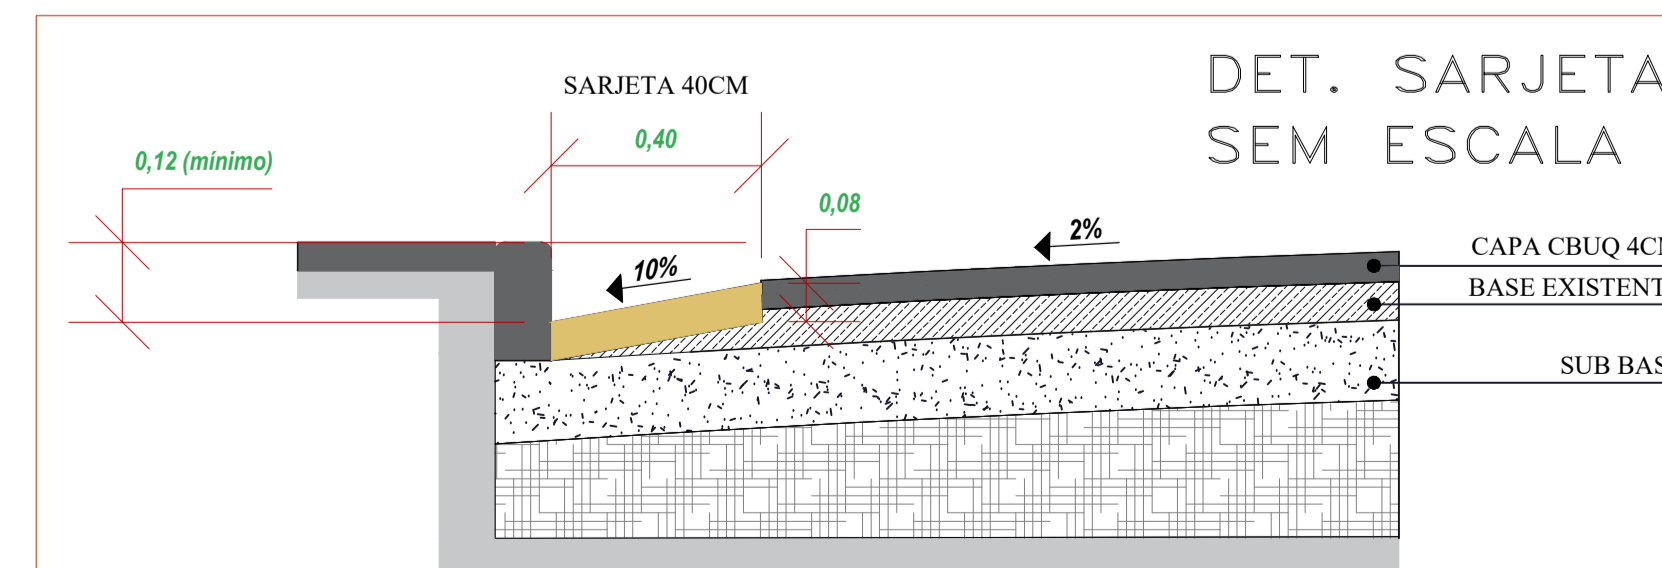 DET. SARJETA
SEM ESCALA
SARJETA 40CM
0,40
0,12 (mínimo)
0,08
2%
10%
CAPA CBUQ 4C
BASE EXISTENT
SUB BAS